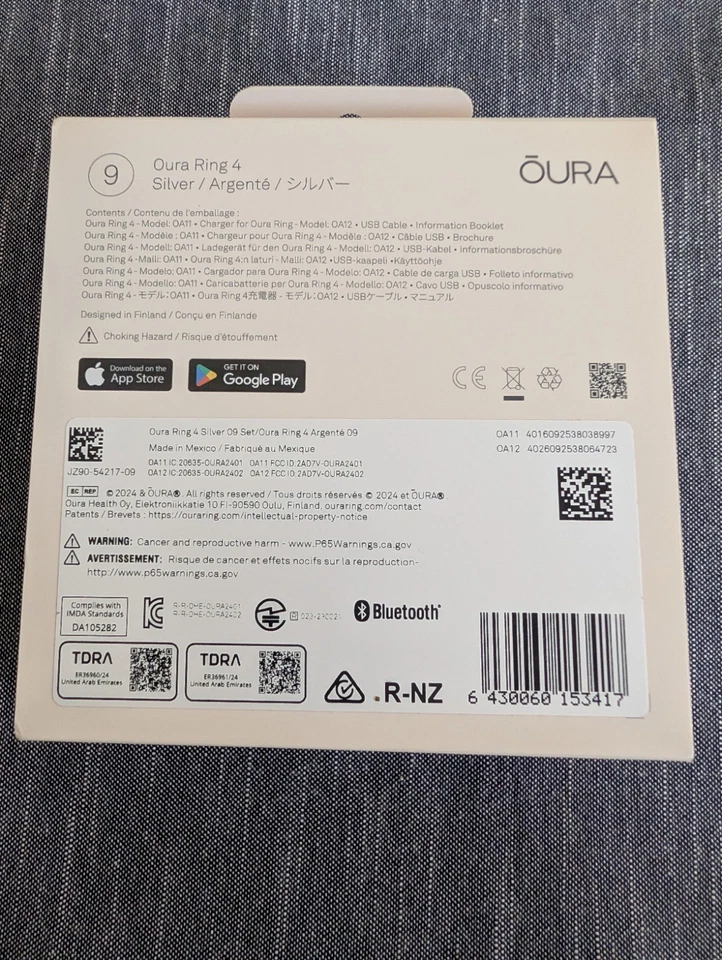 9
Oura Ring 4
Silver / Argenté / シルバー
ŌURA
Contents / Contenu de l'emballage :
Oura Ring 4 - Model: OA11 • Charger for Oura Ring - Model: OA12 • USB Cable • Information Booklet
Oura Ring 4 - Modèle : OA11 • Chargeur pour Oura Ring 4 - Modèle : OA12 • Câble USB • Brochure
Oura Ring 4 - Modell: OA11 • Ladegerät für den Oura Ring 4 - Modell: OA12 • USB-Kabel • Informationsbroschüre
Oura Ring 4 - Malli: OA11 • Oura Ring 4:n laturi - Malli: OA12 • USB-kaapeli • Käyttöohje
Oura Ring 4 - Modelo: OA11 • Cargador para Oura Ring 4 - Modelo: OA12 • Cable de carga USB • Folleto informativo
Oura Ring 4 - Modello: OA11 • Caricabatterie per Oura Ring 4 - Modello: OA12 • Cavo USB • Opuscolo informativo
Oura Ring 4 - モデル:OA11 • Oura Ring 4充電器 - モデル:OA12 • USBケーブル • マニュアル
Designed in Finland / Conçu en Finlande
Choking Hazard / Risque d'étouffement
Download on the
App Store
GET IT ON
Google Play
CE
JZ90-54217-09
Oura Ring 4 Silver 09 Set/Oura Ring 4 Argenté 09
Made in Mexico / Fabriqué au Mexique
OA11 IC:20635-OURA2401 OA11 FCC ID:2AD7V-OURA2401
OA12 IC:20635-OURA2402 OA12 FCC ID:2AD7V-OURA2402
OA11 4016092538038997
OA12 4026092538064723
EC REP © 2024 & ŌURA®. All rights reserved / Tous droits réservés © 2024 et ŌURA®
Oura Health Oy, Elektroniikkatie 10 FI-90590 Oulu, Finland, ouraring.com/contact
Patents / Brevets : https://ouraring.com/intellectual-property-notice
WARNING: Cancer and reproductive harm - www.P65Warnings.ca.gov
AVERTISSEMENT: Risque de cancer et effets nocifs sur la reproduction-
http://www.p65warnings.ca.gov
Complies with
IMDA Standards
DA105282
R-R-OHE-OURA2401
R-R-OHE-OURA2402
Bluetooth®
TDRA
ER36960/24
United Arab Emirates
TDRA
ER36961/24
United Arab Emirates
R-NZ
6 430060 153417